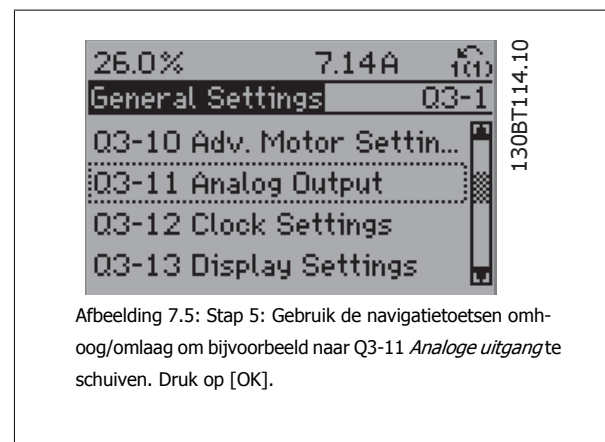 26.0% 7.14A 1(1)
General Settings Q3-1
Q3-10 Adv. Motor Settin...
Q3-11 Analog Output
Q3-12 Clock Settings
Q3-13 Display Settings
130BT114.10
Afbeelding 7.5: Stap 5: Gebruik de navigatietoetsen omh-
oog/omlaag om bijvoorbeeld naar Q3-11 Analoge uitgang te
schuiven. Druk op [OK].